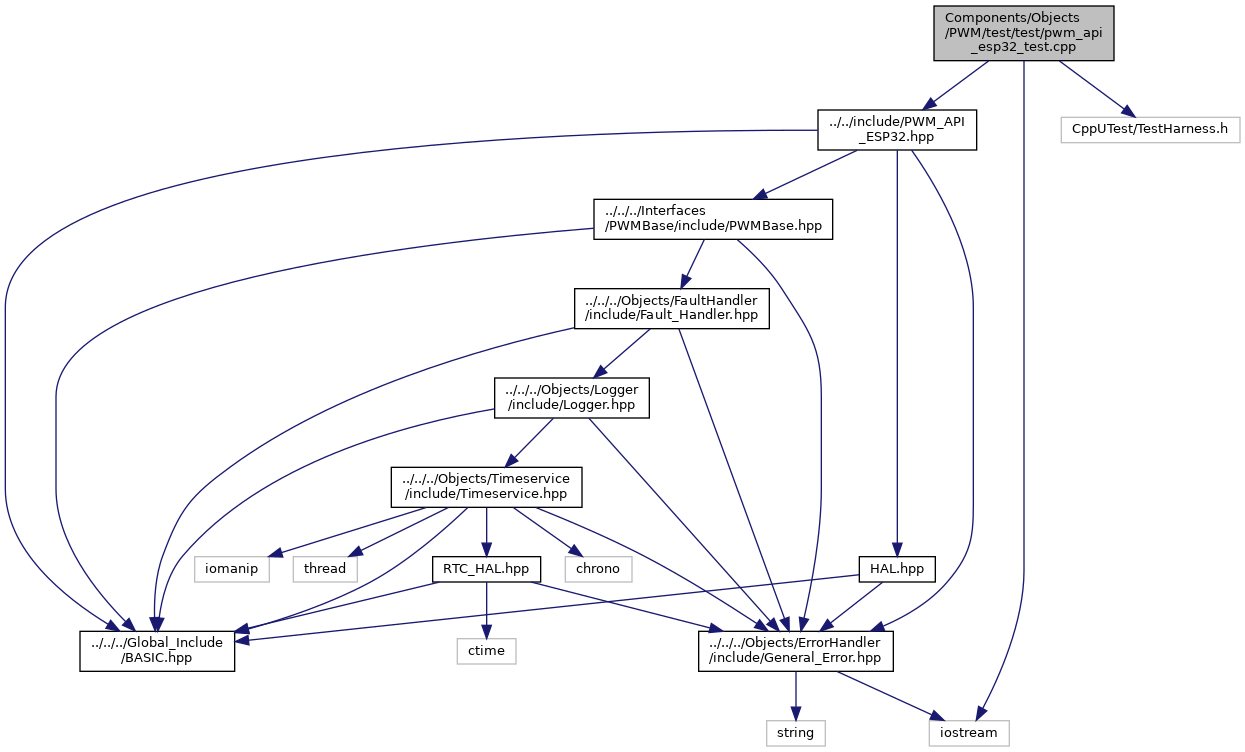 Components/Objects
/PWM/test/test/pwm_api
_esp32_test.cpp
../../include/PWM_API
_ESP32.hpp
CppUTest/TestHarness.h
../../../Interfaces
/PWMBase/include/PWMBase.hpp
../../../Objects/FaultHandler
/include/Fault_Handler.hpp
../../../Objects/Logger
/include/Logger.hpp
../../../Objects/Timeservice
/include/Timeservice.hpp
iomanip
thread
RTC_HAL.hpp
chrono
HAL.hpp
../../../Global_Include
/BASIC.hpp
ctime
../../../Objects/ErrorHandler
/include/General_Error.hpp
string
iostream